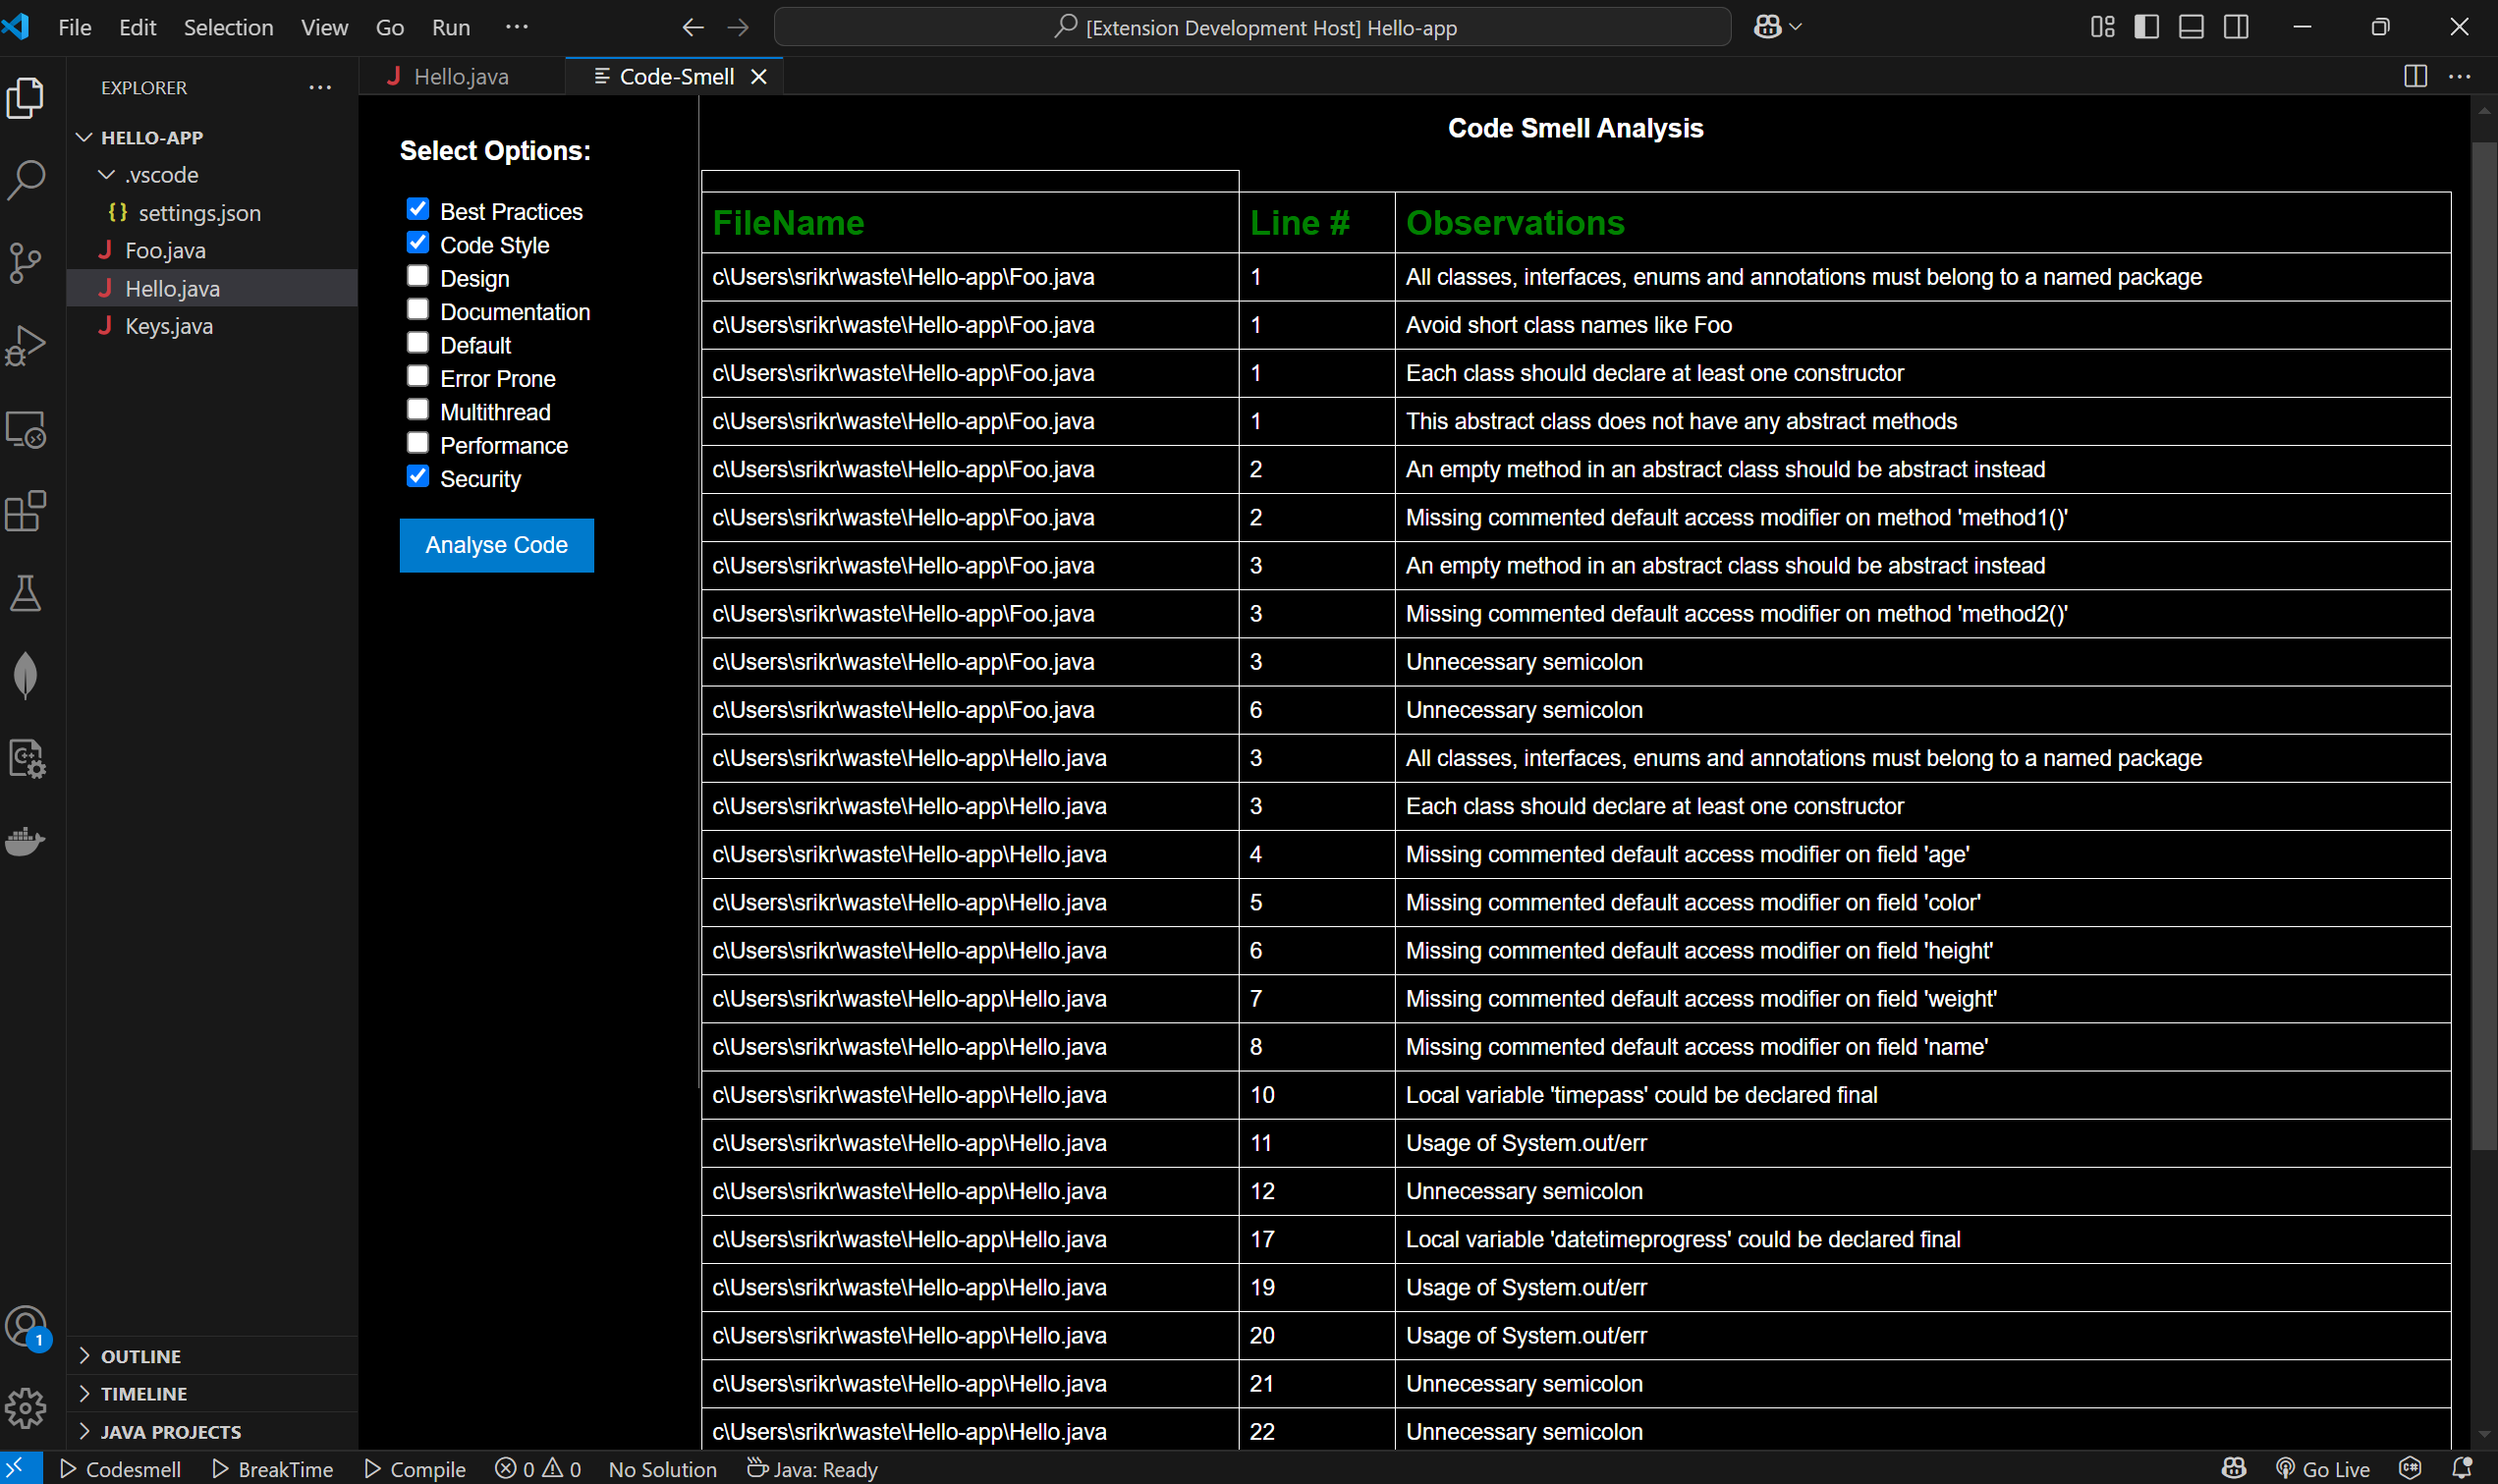 File Edit Selection View Go Run ··· [Extension Development Host] Hello-app
EXPLORER ···
HELLO-APP
.vscode
{} settings.json
J Foo.java
J Hello.java
J Keys.java
OUTLINE
TIMELINE
JAVA PROJECTS
1
J Hello.java
Code-Smell
Select Options:
Best Practices
Code Style
Design
Documentation
Default
Error Prone
Multithread
Performance
Security
Analyse Code
Code Smell Analysis
FileName Line # Observations
c\Users\srikr\waste\Hello-app\Foo.java 1 All classes, interfaces, enums and annotations must belong to a named package
c\Users\srikr\waste\Hello-app\Foo.java 1 Avoid short class names like Foo
c\Users\srikr\waste\Hello-app\Foo.java 1 Each class should declare at least one constructor
c\Users\srikr\waste\Hello-app\Foo.java 1 This abstract class does not have any abstract methods
c\Users\srikr\waste\Hello-app\Foo.java 2 An empty method in an abstract class should be abstract instead
c\Users\srikr\waste\Hello-app\Foo.java 2 Missing commented default access modifier on method 'method1()'
c\Users\srikr\waste\Hello-app\Foo.java 3 An empty method in an abstract class should be abstract instead
c\Users\srikr\waste\Hello-app\Foo.java 3 Missing commented default access modifier on method 'method2()'
c\Users\srikr\waste\Hello-app\Foo.java 3 Unnecessary semicolon
c\Users\srikr\waste\Hello-app\Foo.java 6 Unnecessary semicolon
c\Users\srikr\waste\Hello-app\Hello.java 3 All classes, interfaces, enums and annotations must belong to a named package
c\Users\srikr\waste\Hello-app\Hello.java 3 Each class should declare at least one constructor
c\Users\srikr\waste\Hello-app\Hello.java 4 Missing commented default access modifier on field 'age'
c\Users\srikr\waste\Hello-app\Hello.java 5 Missing commented default access modifier on field 'color'
c\Users\srikr\waste\Hello-app\Hello.java 6 Missing commented default access modifier on field 'height'
c\Users\srikr\waste\Hello-app\Hello.java 7 Missing commented default access modifier on field 'weight'
c\Users\srikr\waste\Hello-app\Hello.java 8 Missing commented default access modifier on field 'name'
c\Users\srikr\waste\Hello-app\Hello.java 10 Local variable 'timepass' could be declared final
c\Users\srikr\waste\Hello-app\Hello.java 11 Usage of System.out/err
c\Users\srikr\waste\Hello-app\Hello.java 12 Unnecessary semicolon
c\Users\srikr\waste\Hello-app\Hello.java 17 Local variable 'datetimeprogress' could be declared final
c\Users\srikr\waste\Hello-app\Hello.java 19 Usage of System.out/err
c\Users\srikr\waste\Hello-app\Hello.java 20 Usage of System.out/err
c\Users\srikr\waste\Hello-app\Hello.java 21 Unnecessary semicolon
c\Users\srikr\waste\Hello-app\Hello.java 22 Unnecessary semicolon
Codesmell BreakTime Compile 0 0 No Solution Java: Ready Go Live